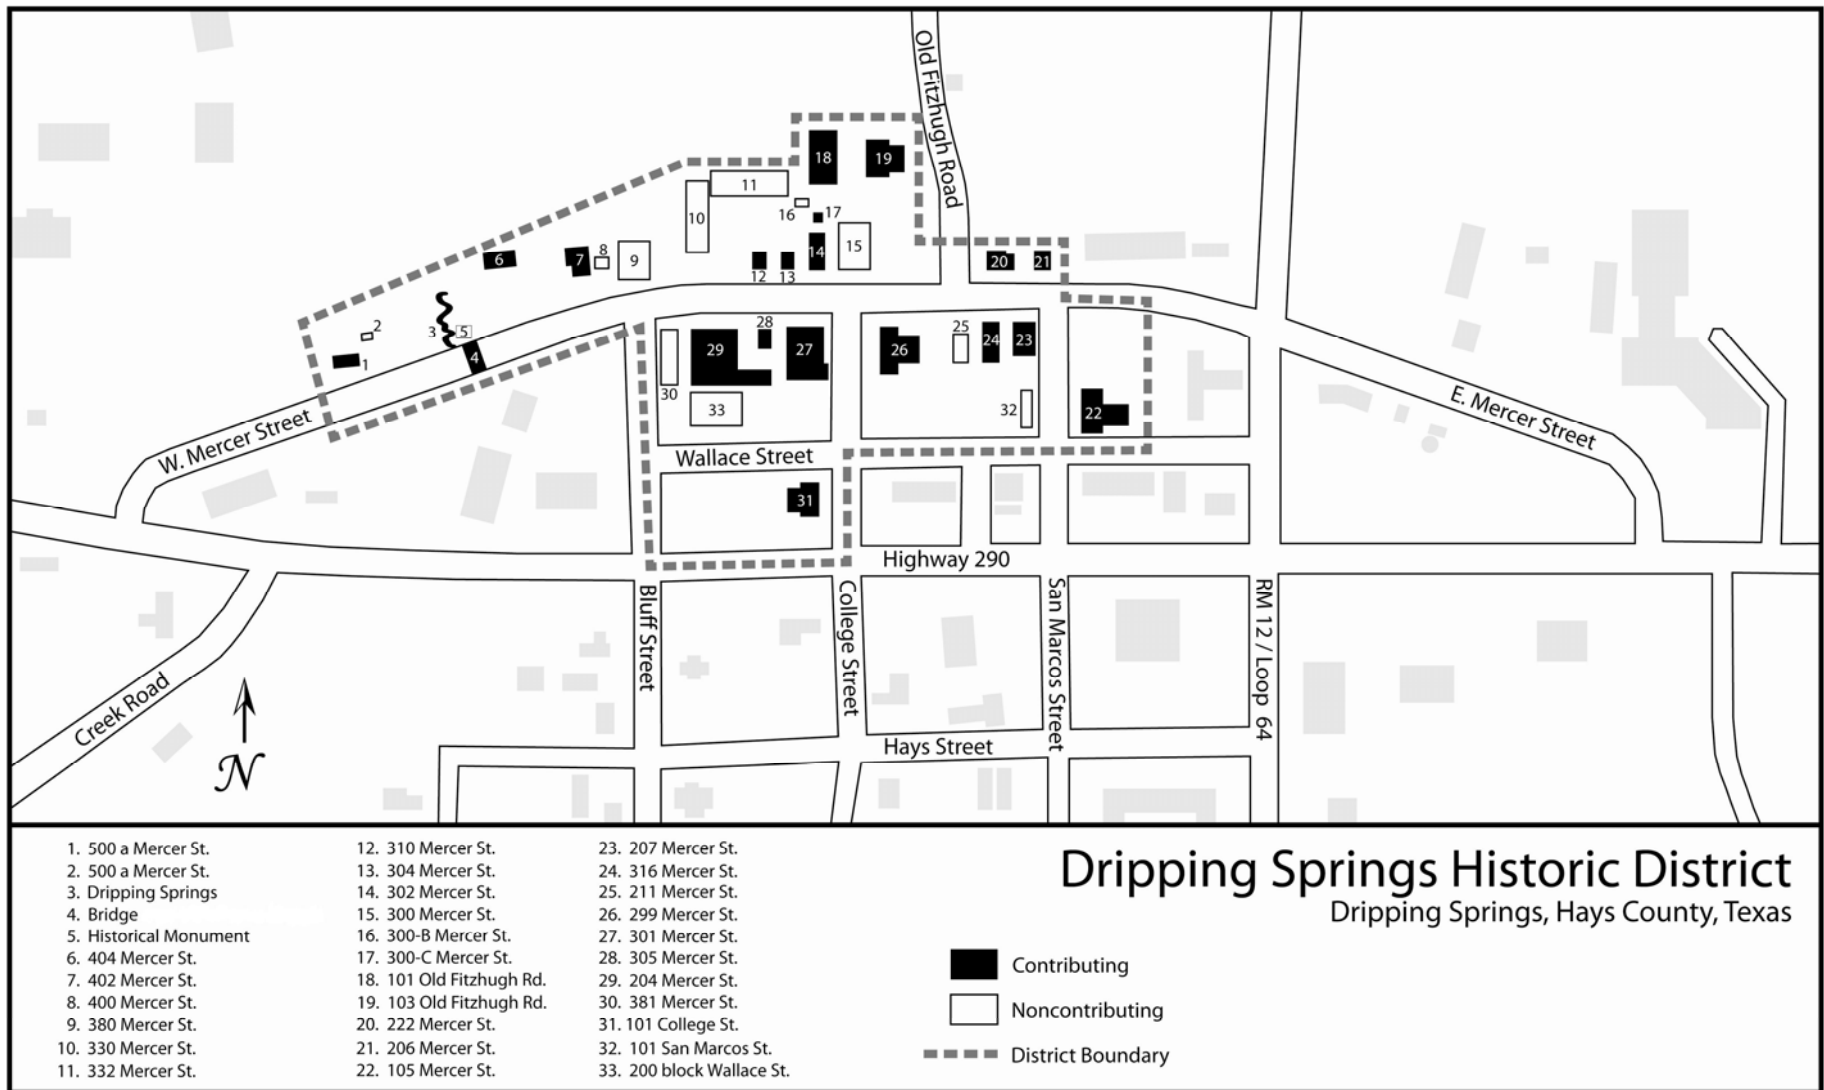 Old Fitzhugh Road
18
19
11
10
16
17
14
15
6
7
8
9
12
13
20
21
2
3
5
1
4
28
29
27
30
33
26
25
24
23
32
22
W. Mercer Street
E. Mercer Street
Wallace Street
31
Highway 290
Bluff Street
College Street
San Marcos Street
RM 12 / Loop 64
Creek Road
Hays Street
N
1. 500 a Mercer St.
2. 500 a Mercer St.
3. Dripping Springs
4. Bridge
5. Historical Monument
6. 404 Mercer St.
7. 402 Mercer St.
8. 400 Mercer St.
9. 380 Mercer St.
10. 330 Mercer St.
11. 332 Mercer St.
12. 310 Mercer St.
13. 304 Mercer St.
14. 302 Mercer St.
15. 300 Mercer St.
16. 300-B Mercer St.
17. 300-C Mercer St.
18. 101 Old Fitzhugh Rd.
19. 103 Old Fitzhugh Rd.
20. 222 Mercer St.
21. 206 Mercer St.
22. 105 Mercer St.
23. 207 Mercer St.
24. 316 Mercer St.
25. 211 Mercer St.
26. 299 Mercer St.
27. 301 Mercer St.
28. 305 Mercer St.
29. 204 Mercer St.
30. 381 Mercer St.
31. 101 College St.
32. 101 San Marcos St.
33. 200 block Wallace St.
Dripping Springs Historic District
Dripping Springs, Hays County, Texas
Contributing
Noncontributing
District Boundary